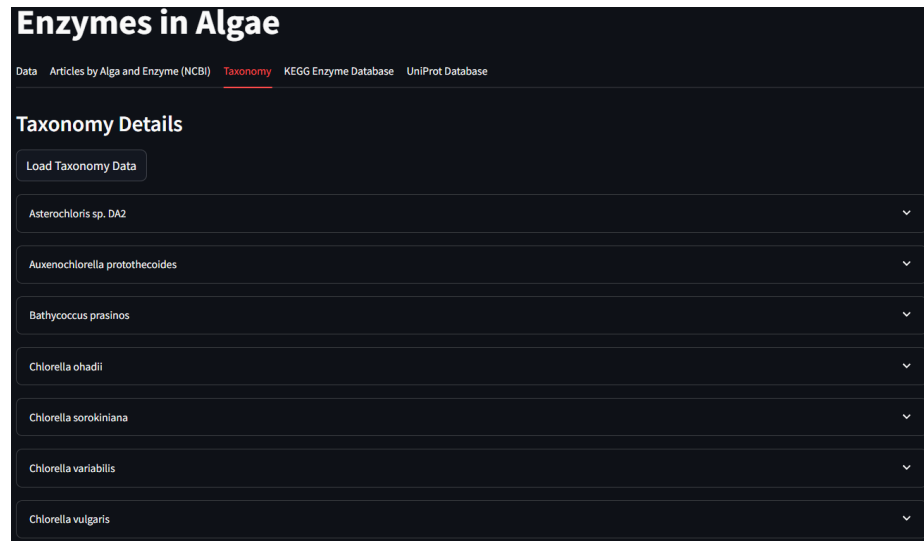 Enzymes in Algae
Data Articles by Alga and Enzyme (NCBI) Taxonomy KEGG Enzyme Database UniProt Database
Taxonomy Details
Load Taxonomy Data
Asterochloris sp. DA2
Auxenochlorella protothecoides
Bathycoccus prasinos
Chlorella ohadii
Chlorella sorokiniana
Chlorella variabilis
Chlorella vulgaris